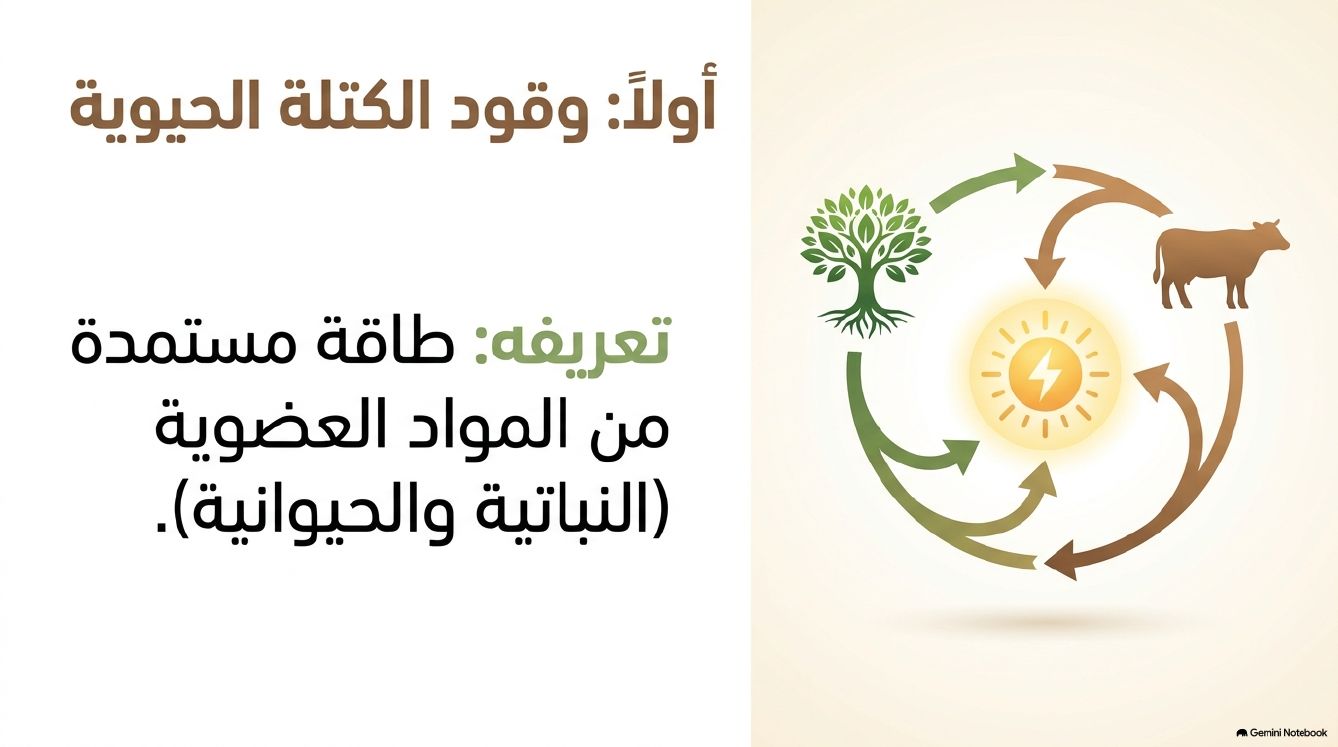 أولاً: وقود الكتلة الحيوية
تعريفه: طاقة مستمدة
من المواد العضوية
(النباتية والحيوانية).
Gemini Notebook